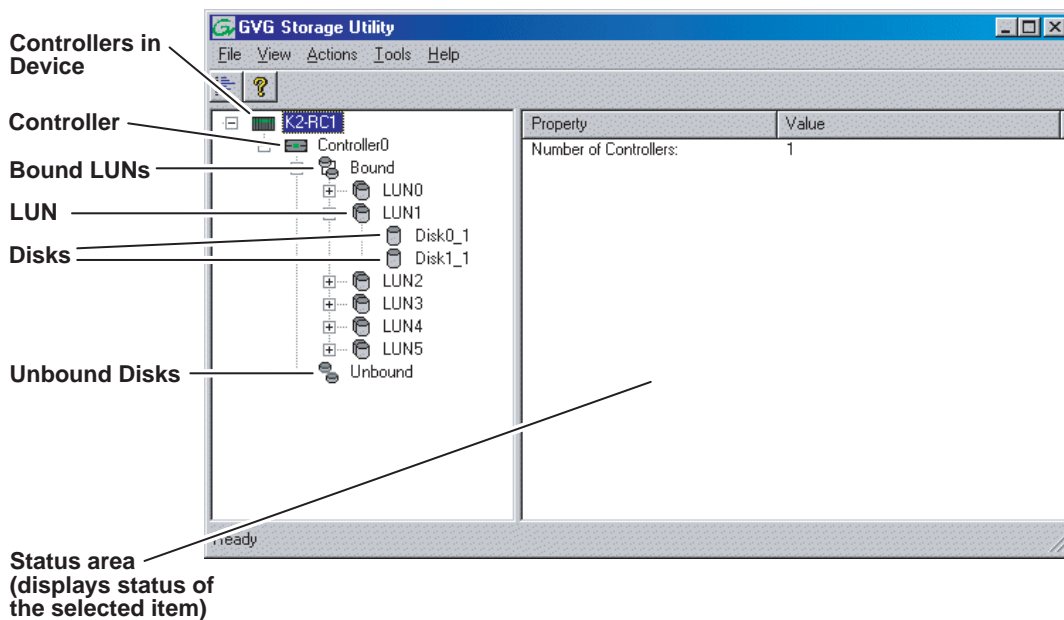 GVG Storage Utility
File View Actions Tools Help
Controllers in
Device
Controller
Bound LUNs
LUN
Disks
Unbound Disks
Status area
(displays status of
the selected item)
K2-RC1
Controller0
Bound
LUN0
LUN1
Disk0_1
Disk1_1
LUN2
LUN3
LUN4
LUN5
Unbound
Property Value
Number of Controllers: 1
Ready